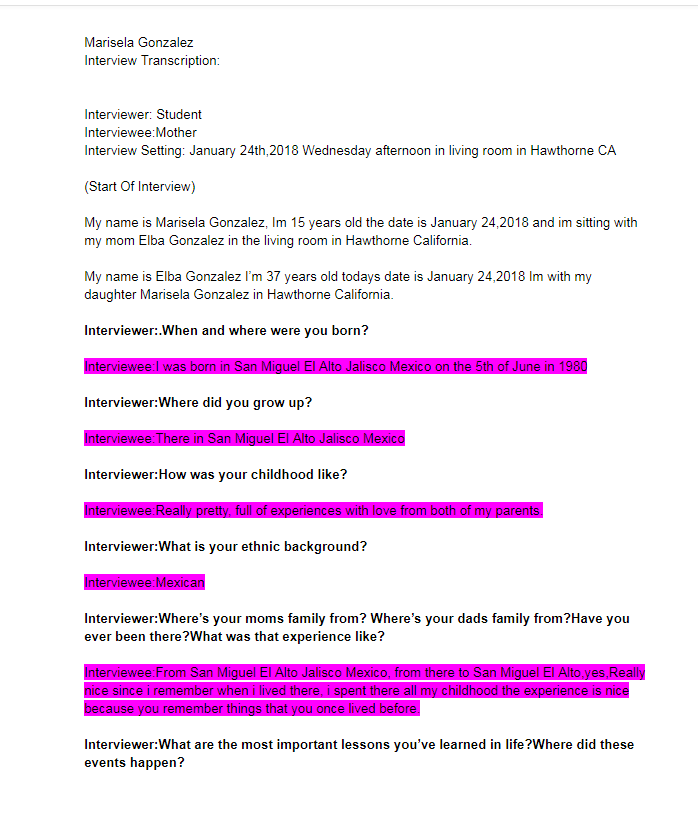 Marisela Gonzalez
Interview Transcription:
Interviewer: Student
Interviewee:Mother
Interview Setting: January 24th,2018 Wednesday afternoon in living room in Hawthorne CA
(Start Of Interview)
My name is Marisela Gonzalez, Im 15 years old the date is January 24,2018 and im sitting with
my mom Elba Gonzalez in the living room in Hawthorne California.
My name is Elba Gonzalez I'm 37 years old todays date is January 24,2018 Im with my
daughter Marisela Gonzalez in Hawthorne California.
Interviewer:.When and where were you born?
Interviewee:I was born in San Miguel El Alto Jalisco Mexico on the 5th of June in 1980
Interviewer:Where did you grow up?
Interviewee:There in San Miguel El Alto Jalisco Mexico
Interviewer:How was your childhood like?
Interviewee:Really pretty, full of experiences with love from both of my parents.
Interviewer:What is your ethnic background?
Interviewee:Mexican
Interviewer:Where's your moms family from? Where's your dads family from?Have you
ever been there?What was that experience like?
Interviewee:From San Miguel El Alto Jalisco Mexico, from there to San Miguel El Alto,yes,Really
nice since i remember when i lived there, i spent there all my childhood the experience is nice
because you remember things that you once lived before.
Interviewer:What are the most important lessons you've learned in life?Where did these
events happen?